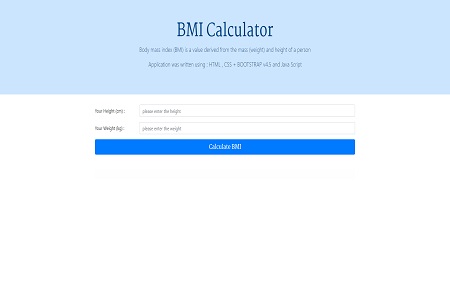 BMI Calculator
Body mass index (BMI) is a value derived from the mass (weight) and height of a person
Application was written using : HTML , CSS + BOOTSTRAP v4.5 and Java Script
Your Height (cm) : please enter the height
Your Weight (kg) : please enter the weight
Calculate BMI